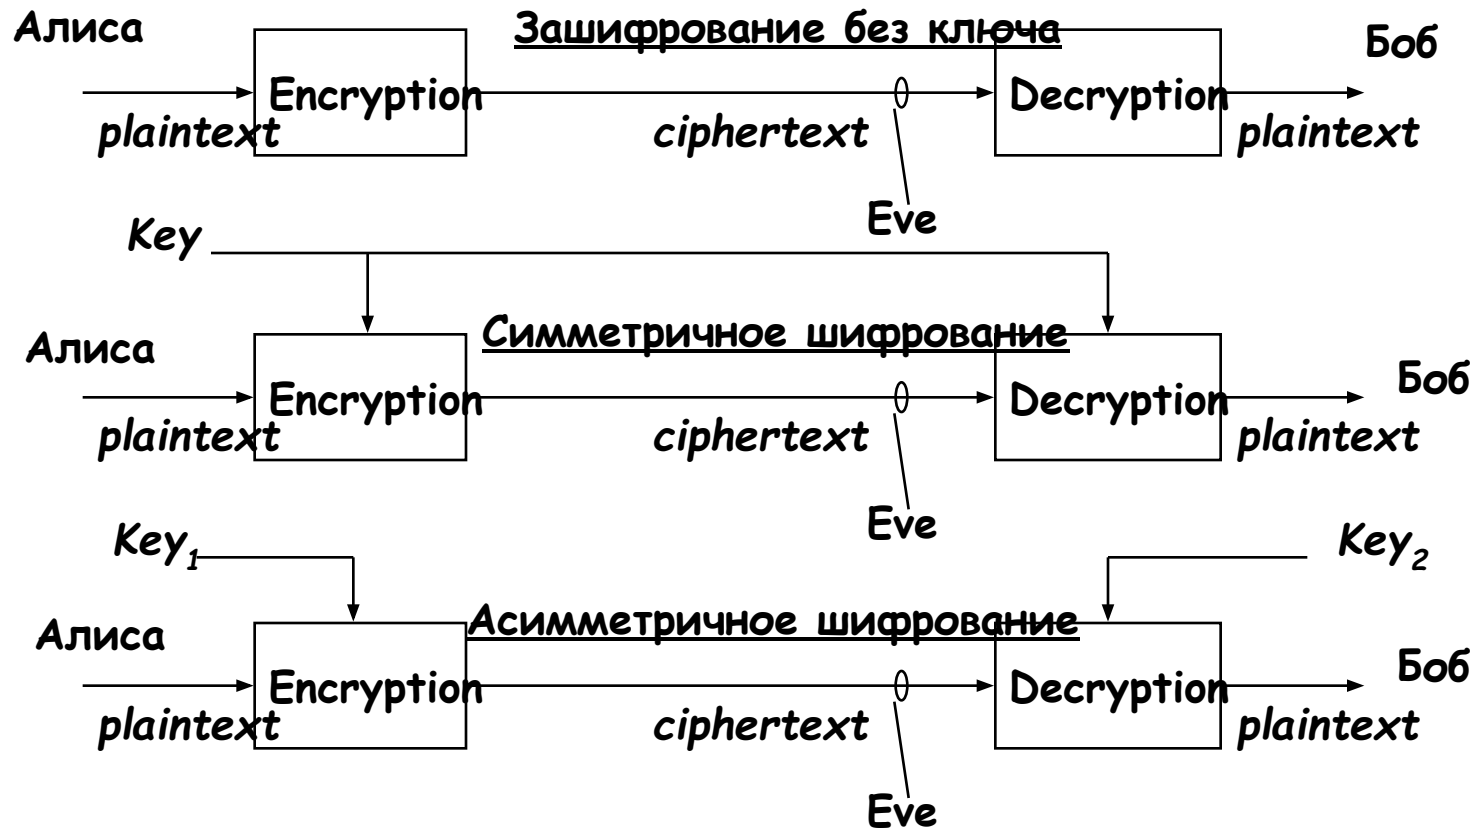 Алиса
Зашифрование без ключа
Боб
Encryption
Decryption
plaintext
ciphertext
plaintext
Eve
Key
Симметричное шифрование
Алиса
Боб
Encryption
Decryption
plaintext
ciphertext
plaintext
Eve
Key1
Key2
Асимметричное шифрование
Алиса
Боб
Encryption
Decryption
plaintext
ciphertext
plaintext
Eve